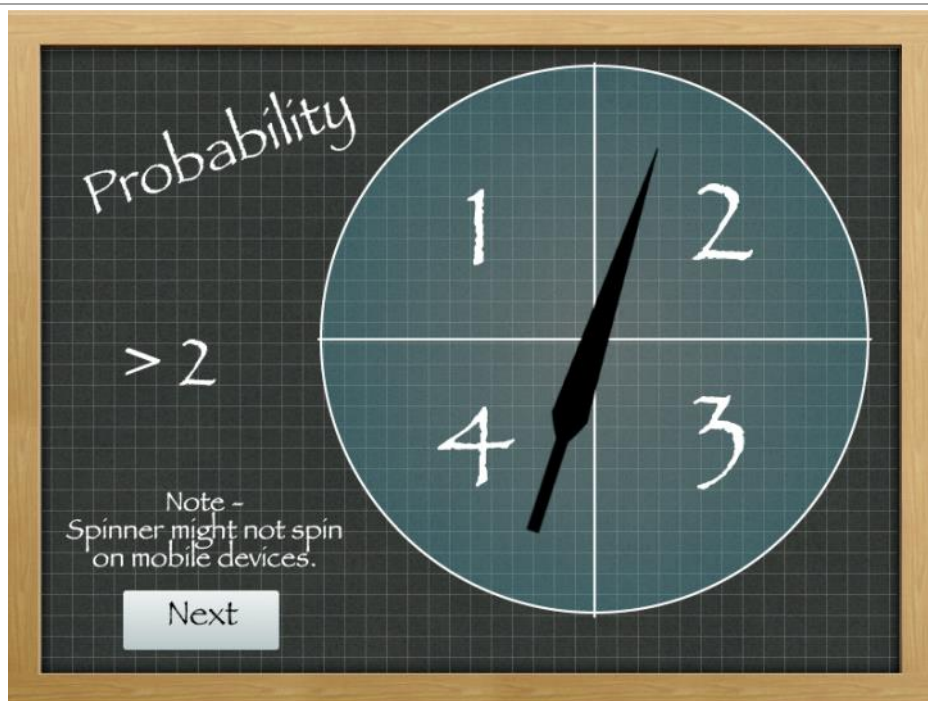 Probability
1
2
> 2
4
3
Note -
Spinner might not spin
on mobile devices.
Next